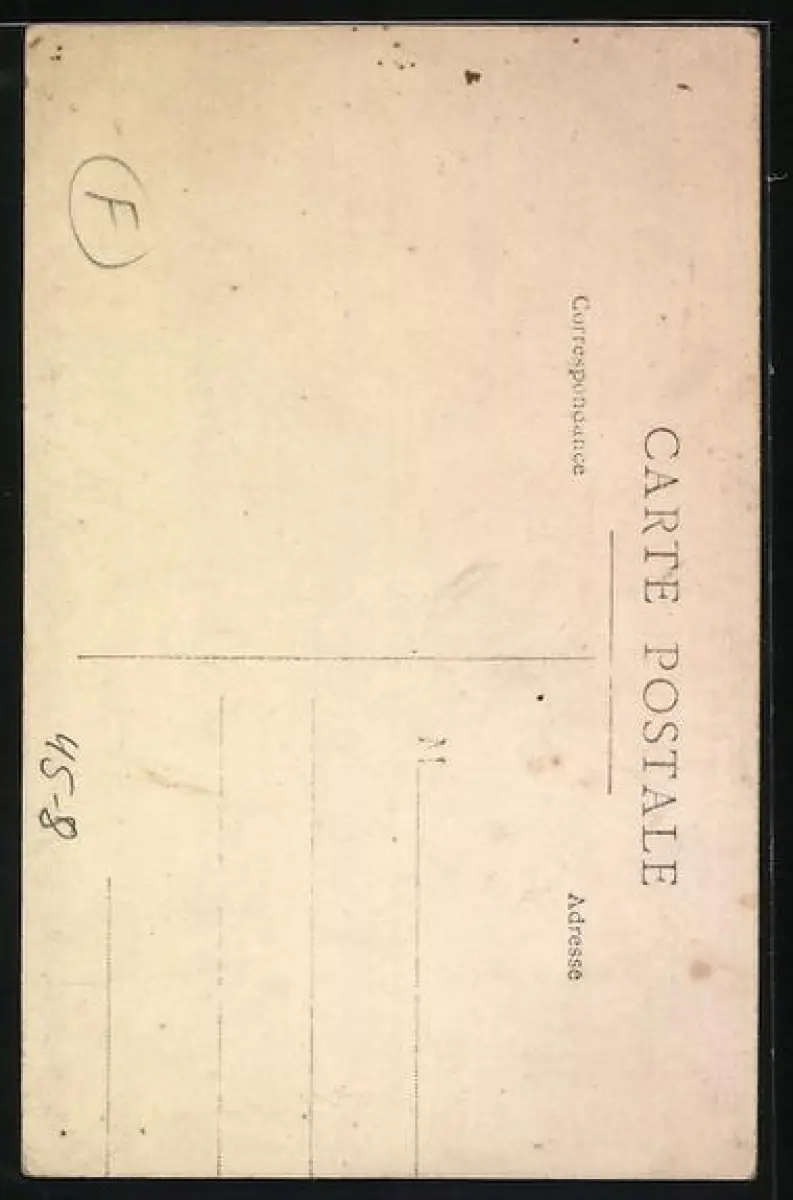 CARTE POSTALE
Correspondance
Adresse
M
F
45-8